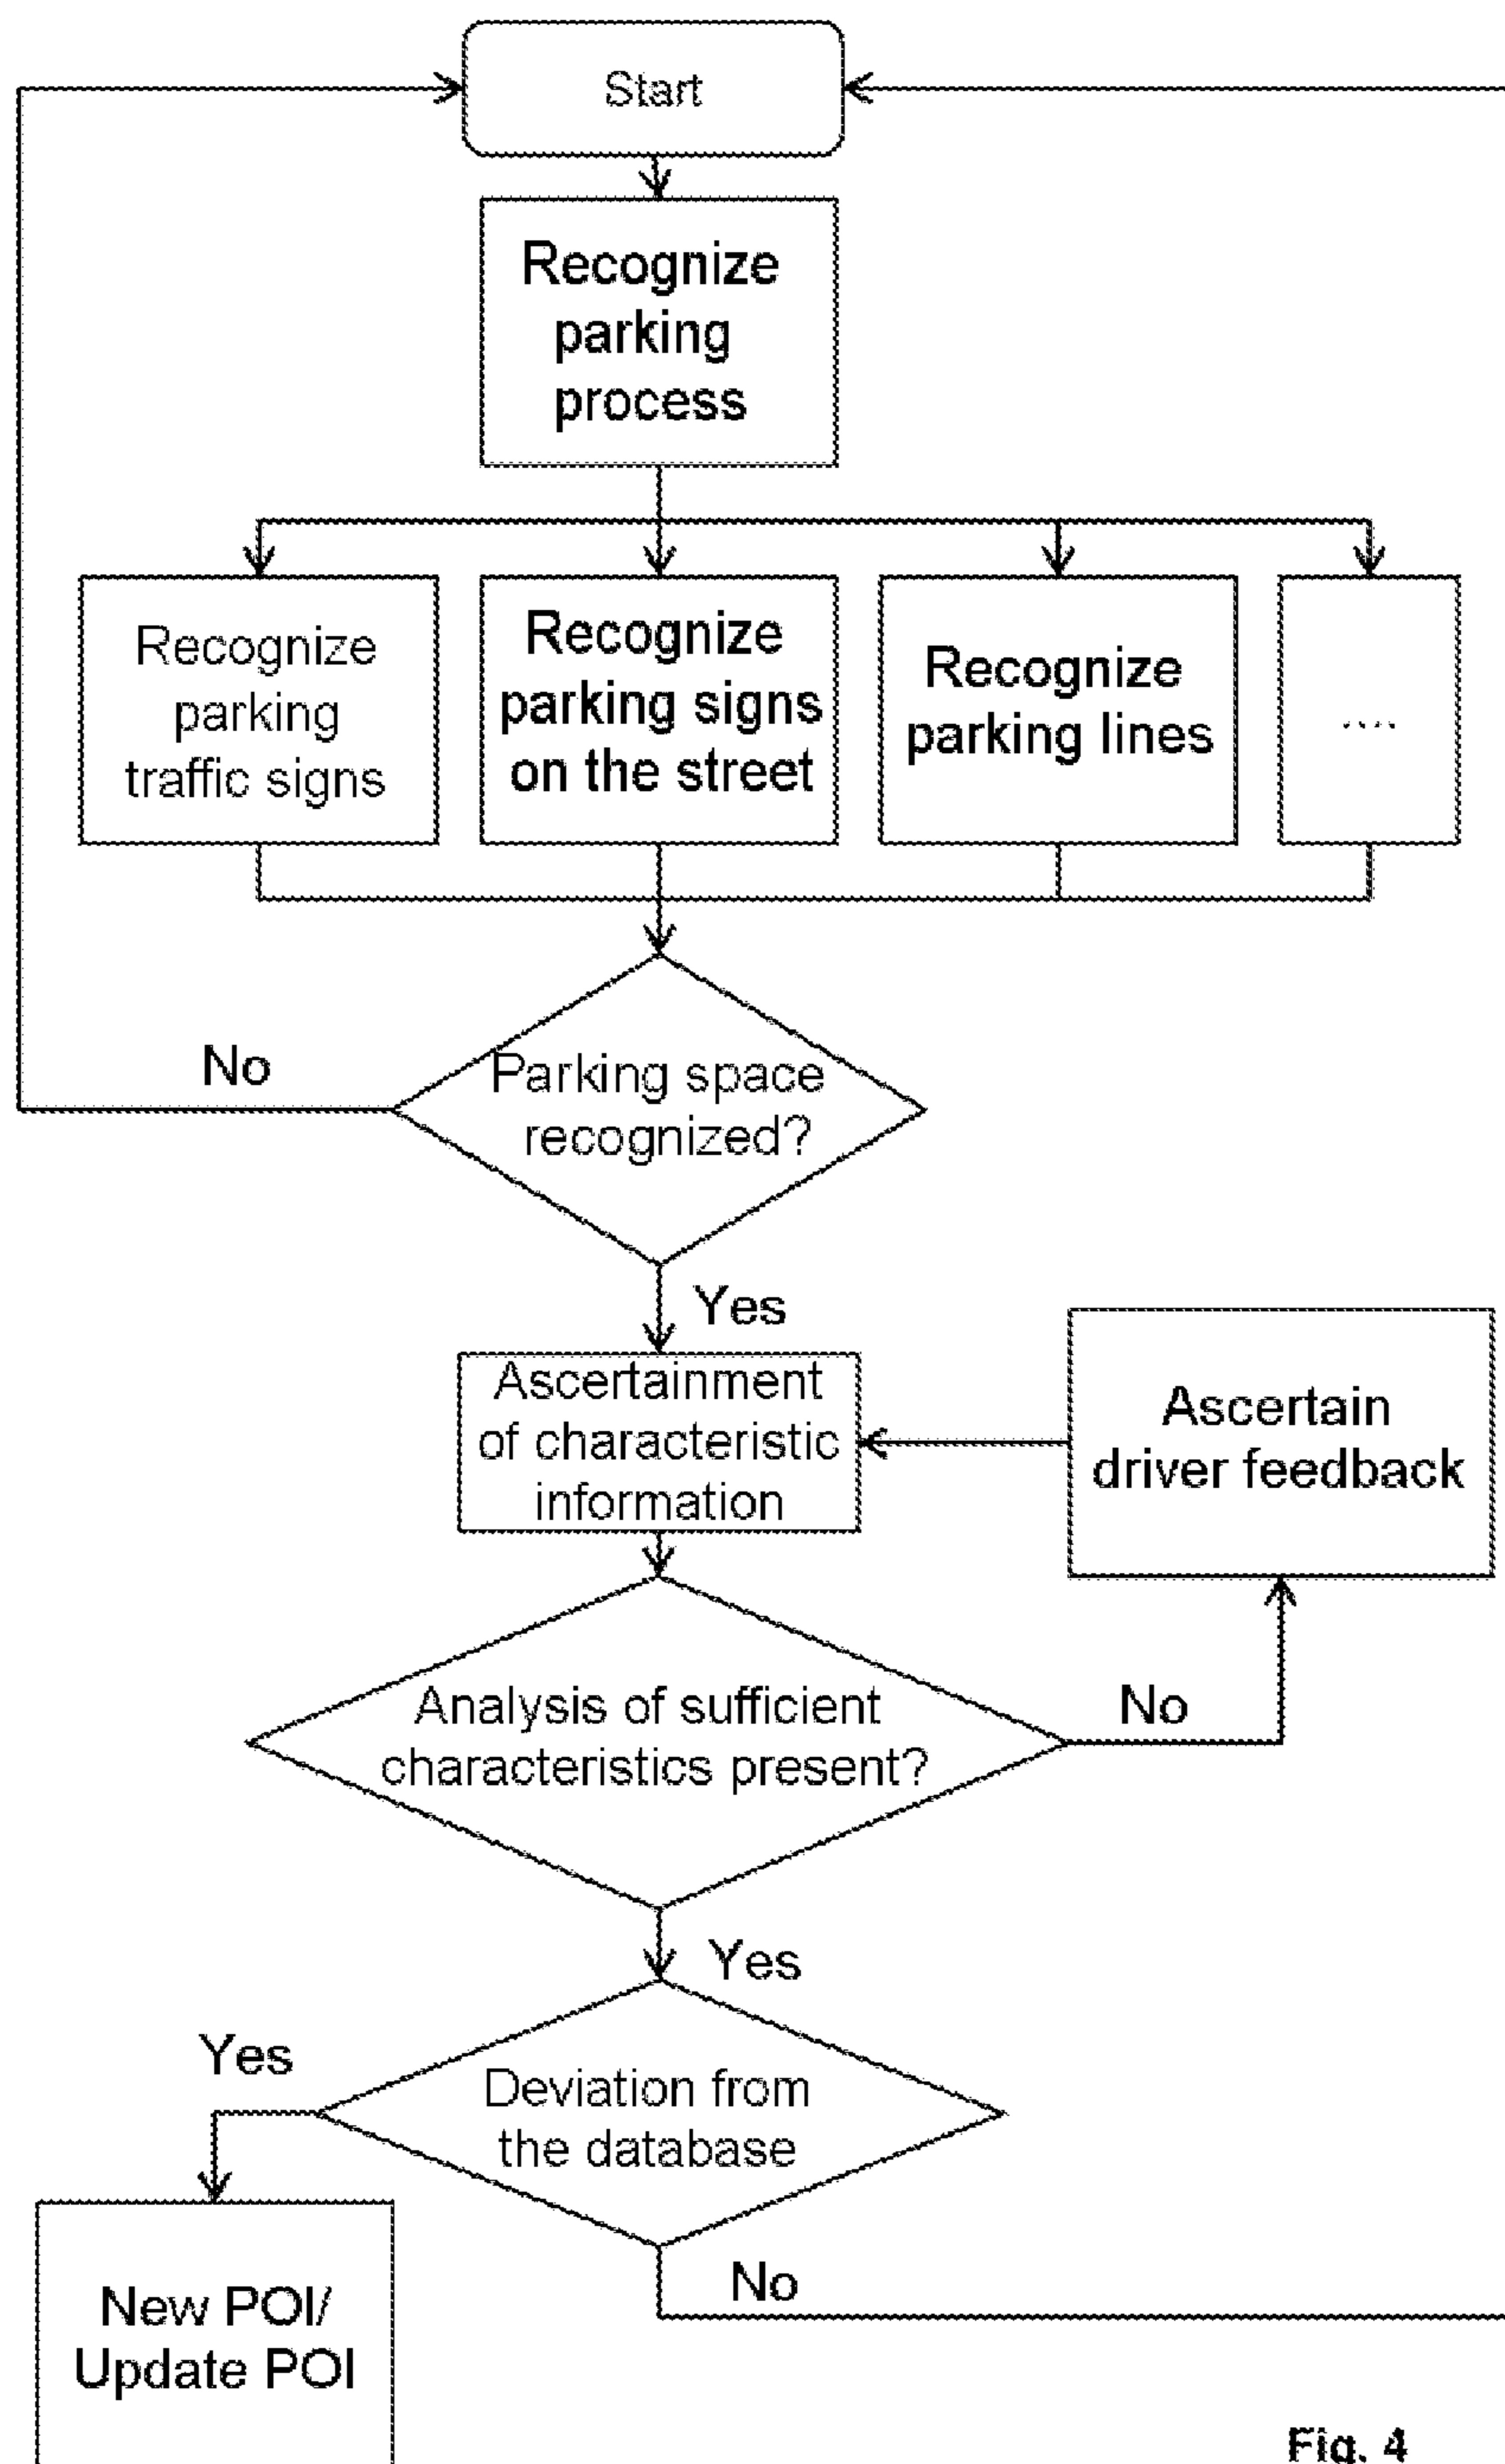 Start
Recognize
parking
process
Recognize
parking
traffic signs
Recognize
parking signs
on the street
Recognize
parking lines
....
No
Parking space
recognized?
Yes
Ascertainment
of characteristic
information
Ascertain
driver feedback
Analysis of sufficient
characteristics present?
No
Yes
Yes
Deviation from
the database
No
New POI/
Update POI
Fig. 4